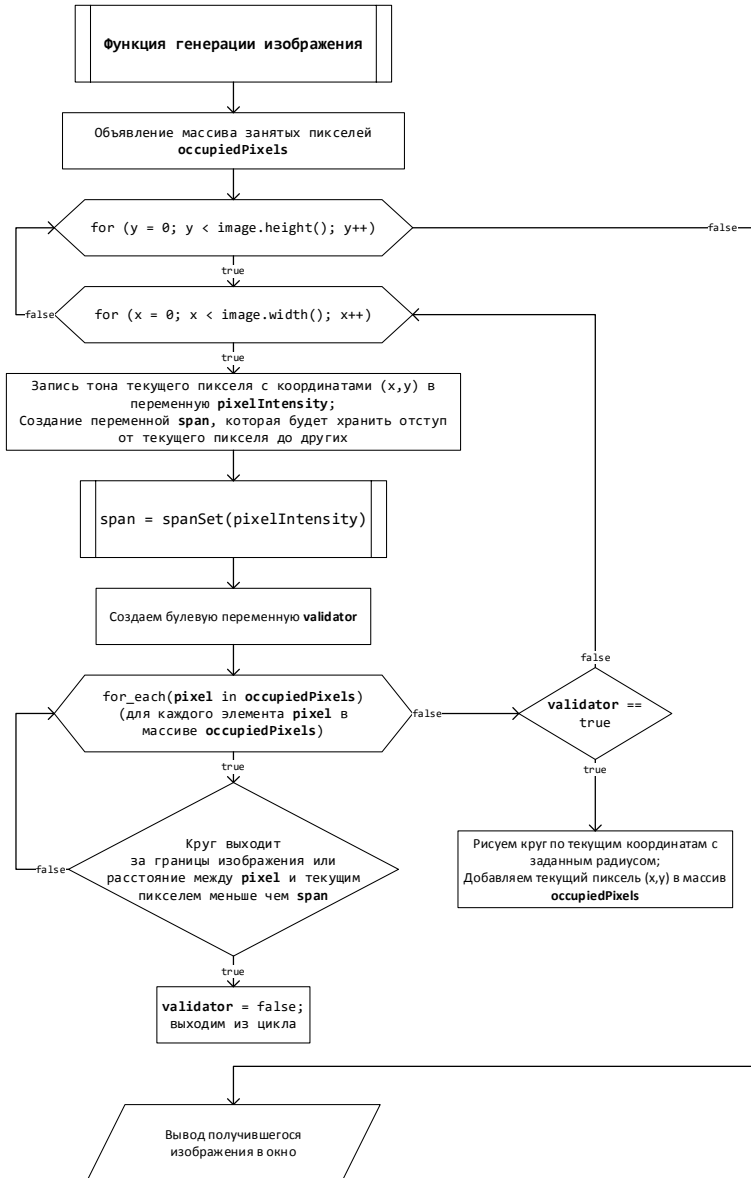 Функция генерации изображения
Объявление массива занятых пикселей
occupiedPixels
for (y = 0; y < image.height(); y++)
false
true
for (x = 0; x < image.width(); x++)
false
true
Запись тона текущего пикселя с координатами (x,y) в
переменную pixelIntensity;
Создание переменной span, которая будет хранить отступ
от текущего пикселя до других
span = spanSet(pixelIntensity)
Создаем булевую переменную validator
for_each(pixel in occupiedPixels)
(для каждого элемента pixel в
массиве occupiedPixels)
false
true
false
validator ==
true
true
Круг выходит
за границы изображения или
расстояние между pixel и текущим
пикселем меньше чем span
false
true
Рисуем круг по текущим координатам с
заданным радиусом;
Добавляем текущий пиксель (x,y) в массив
occupiedPixels
validator = false;
выходим из цикла
Вывод получившегося
изображения в окно